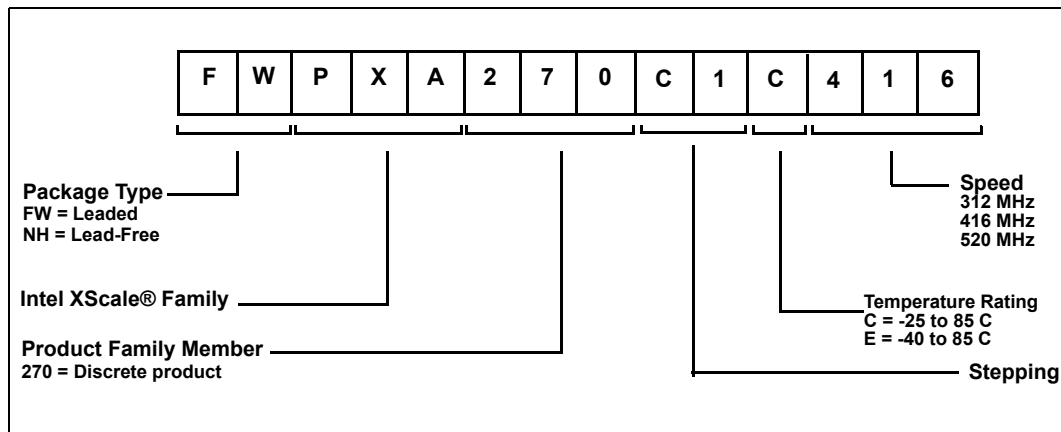 F W P X A 2 7 0 C 1 C 4 1 6
Package Type
FW = Leaded
NH = Lead-Free
Speed
312 MHz
416 MHz
520 MHz
Intel XScale® Family
Temperature Rating
C = -25 to 85 C
E = -40 to 85 C
Product Family Member
270 = Discrete product
Stepping